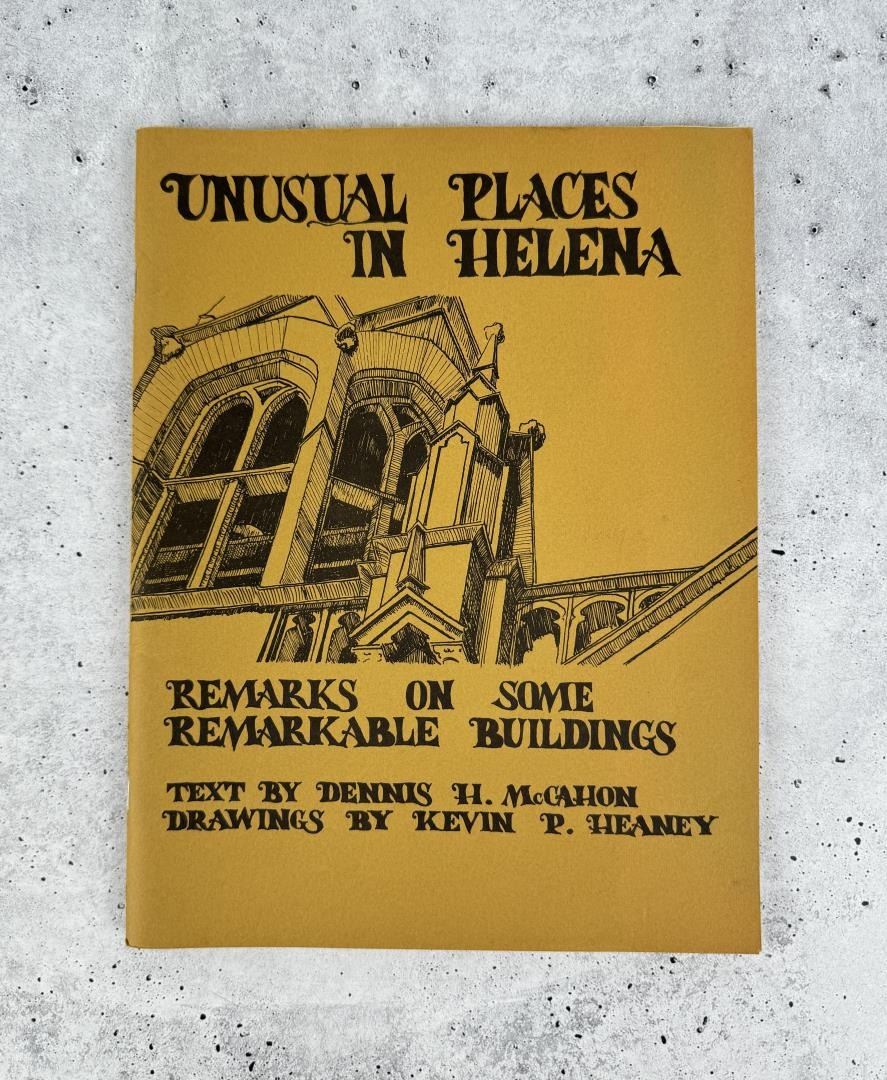 UNUSUAL PLACES
IN HELENA
REMARKS ON SOME
REMARKABLE BUILDINGS
TEXT BY DENNIS H. McCAHON
DRAWINGS BY KEVIN P. HEANEY